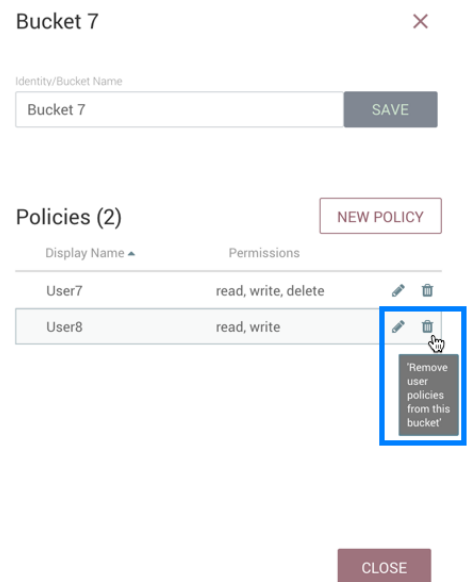 Bucket 7
Identity/Bucket Name
Bucket 7
SAVE
Policies (2)
NEW POLICY
Display Name
Permissions
User7 read, write, delete
User8 read, write
'Remove
user
policies
from this
bucket'
CLOSE